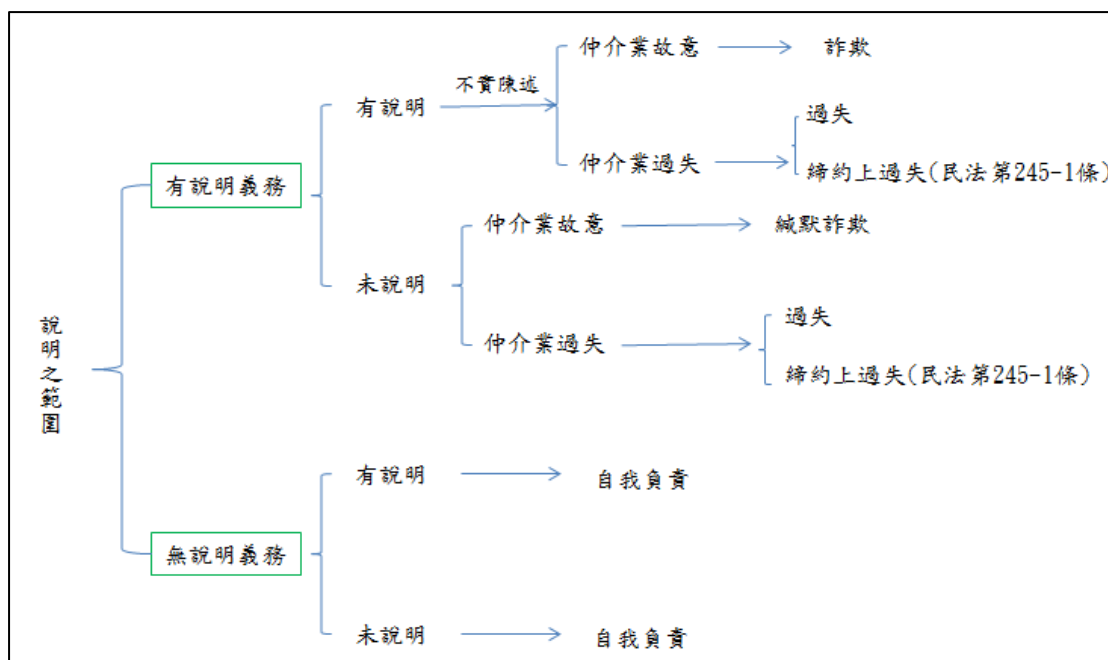 說明之範圍
有說明義務
有說明
不實陳述
仲介業故意
詐欺
仲介業過失
過失
締約上過失(民法第245-1條)
未說明
仲介業故意
緘默詐欺
仲介業過失
過失
締約上過失(民法第245-1條)
無說明義務
有說明
自我負責
未說明
自我負責